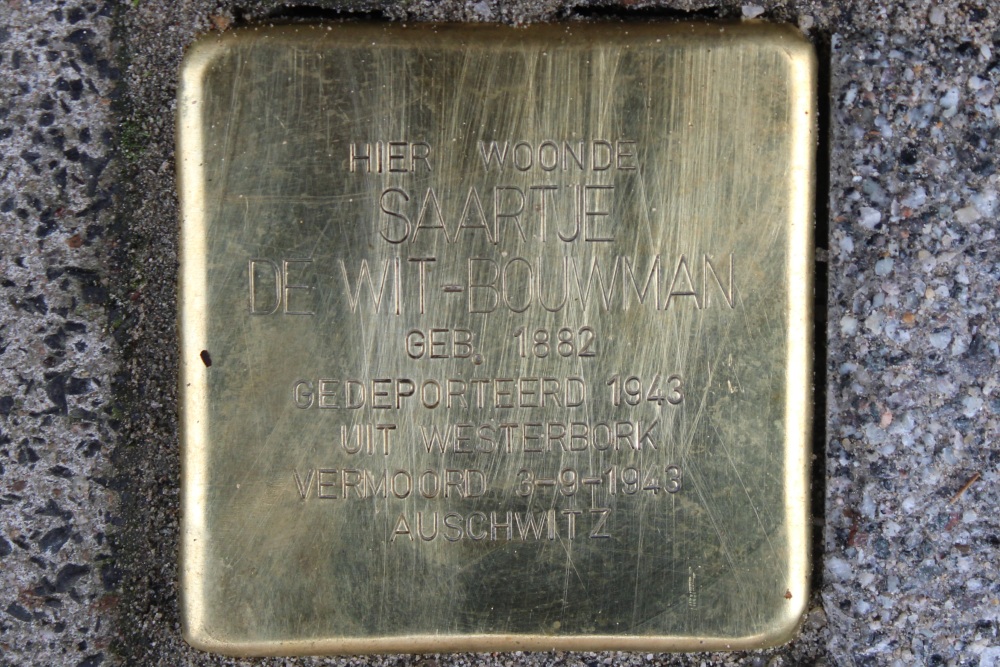 HIER WOONDE
SAARTJE
DE WIT-BOUWMAN
GEB. 1882
GEDEPORTEERD 1943
UIT WESTERBORK
VERMOORD 3-9-1943
AUSCHWITZ